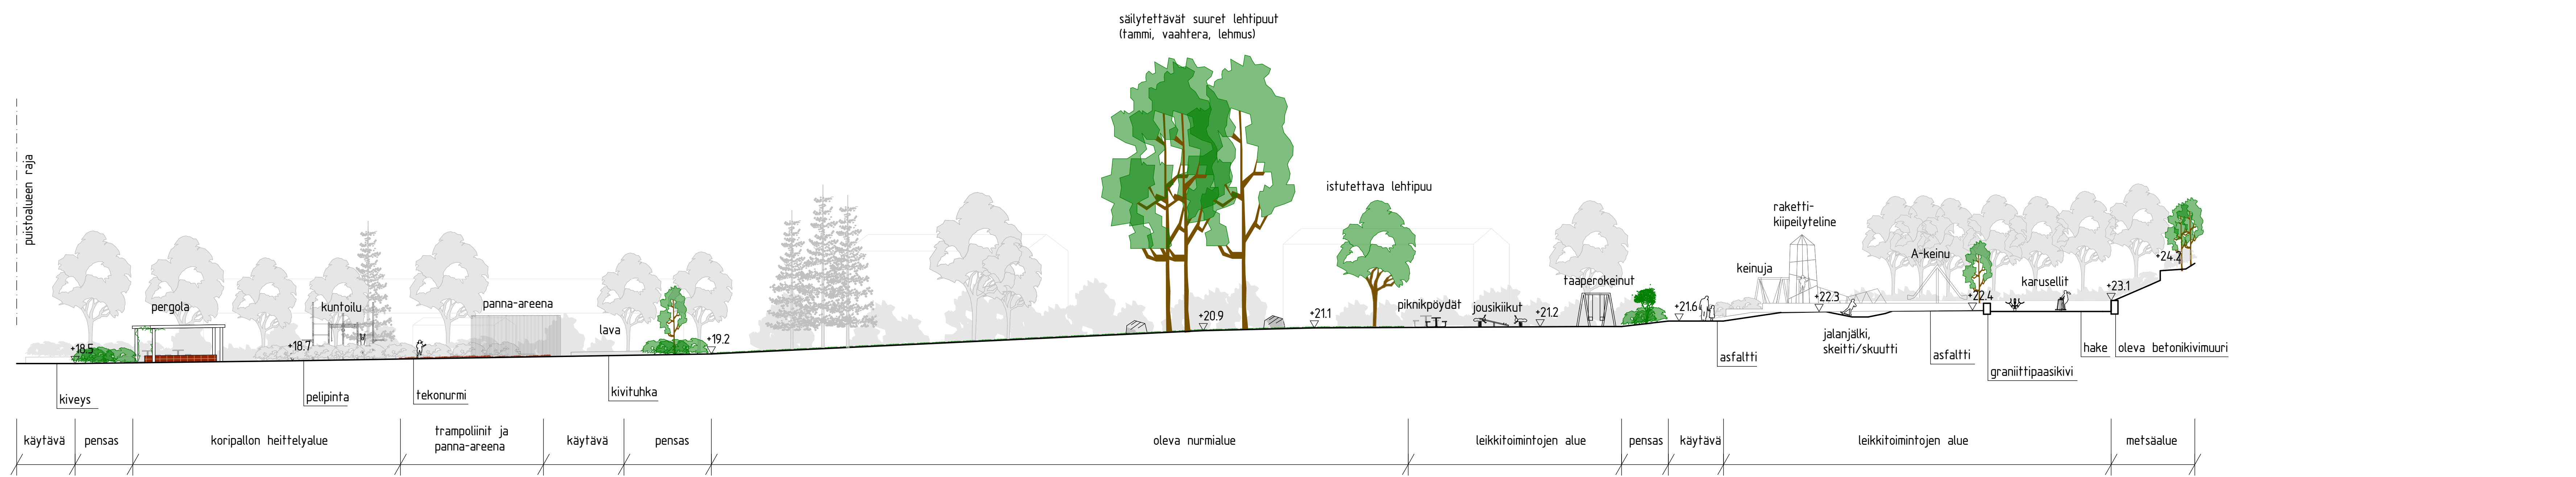 säilytettävät suuret lehtipuut
(tammi, vaahtera, lehmus)
puistoalueen raja
istutettava lehtipuu
raketti-
kiipeilyteline
A-keinu
keinuja
karusellit
taaperokeinut
pergola
kuntoilu
panna-areena
lava
piknikpöydät
jousikiikut
+18.5
+18.7
+19.2
+20.9
+21.1
+21.2
+21.6
+22.3
+22.4
+23.1
+24.2
jalanjälki,
skeitti/skuutti
kiveys
pelipinta
tekonurmi
kivituhka
asfaltti
asfaltti
graniittipaasikivi
hake
oleva betonikivimuuri
käytävä
pensas
koripallon heittelyalue
trampoliinit ja
panna-areena
käytävä
pensas
oleva nurmialue
leikkitoimintojen alue
pensas
käytävä
leikkitoimintojen alue
metsäalue